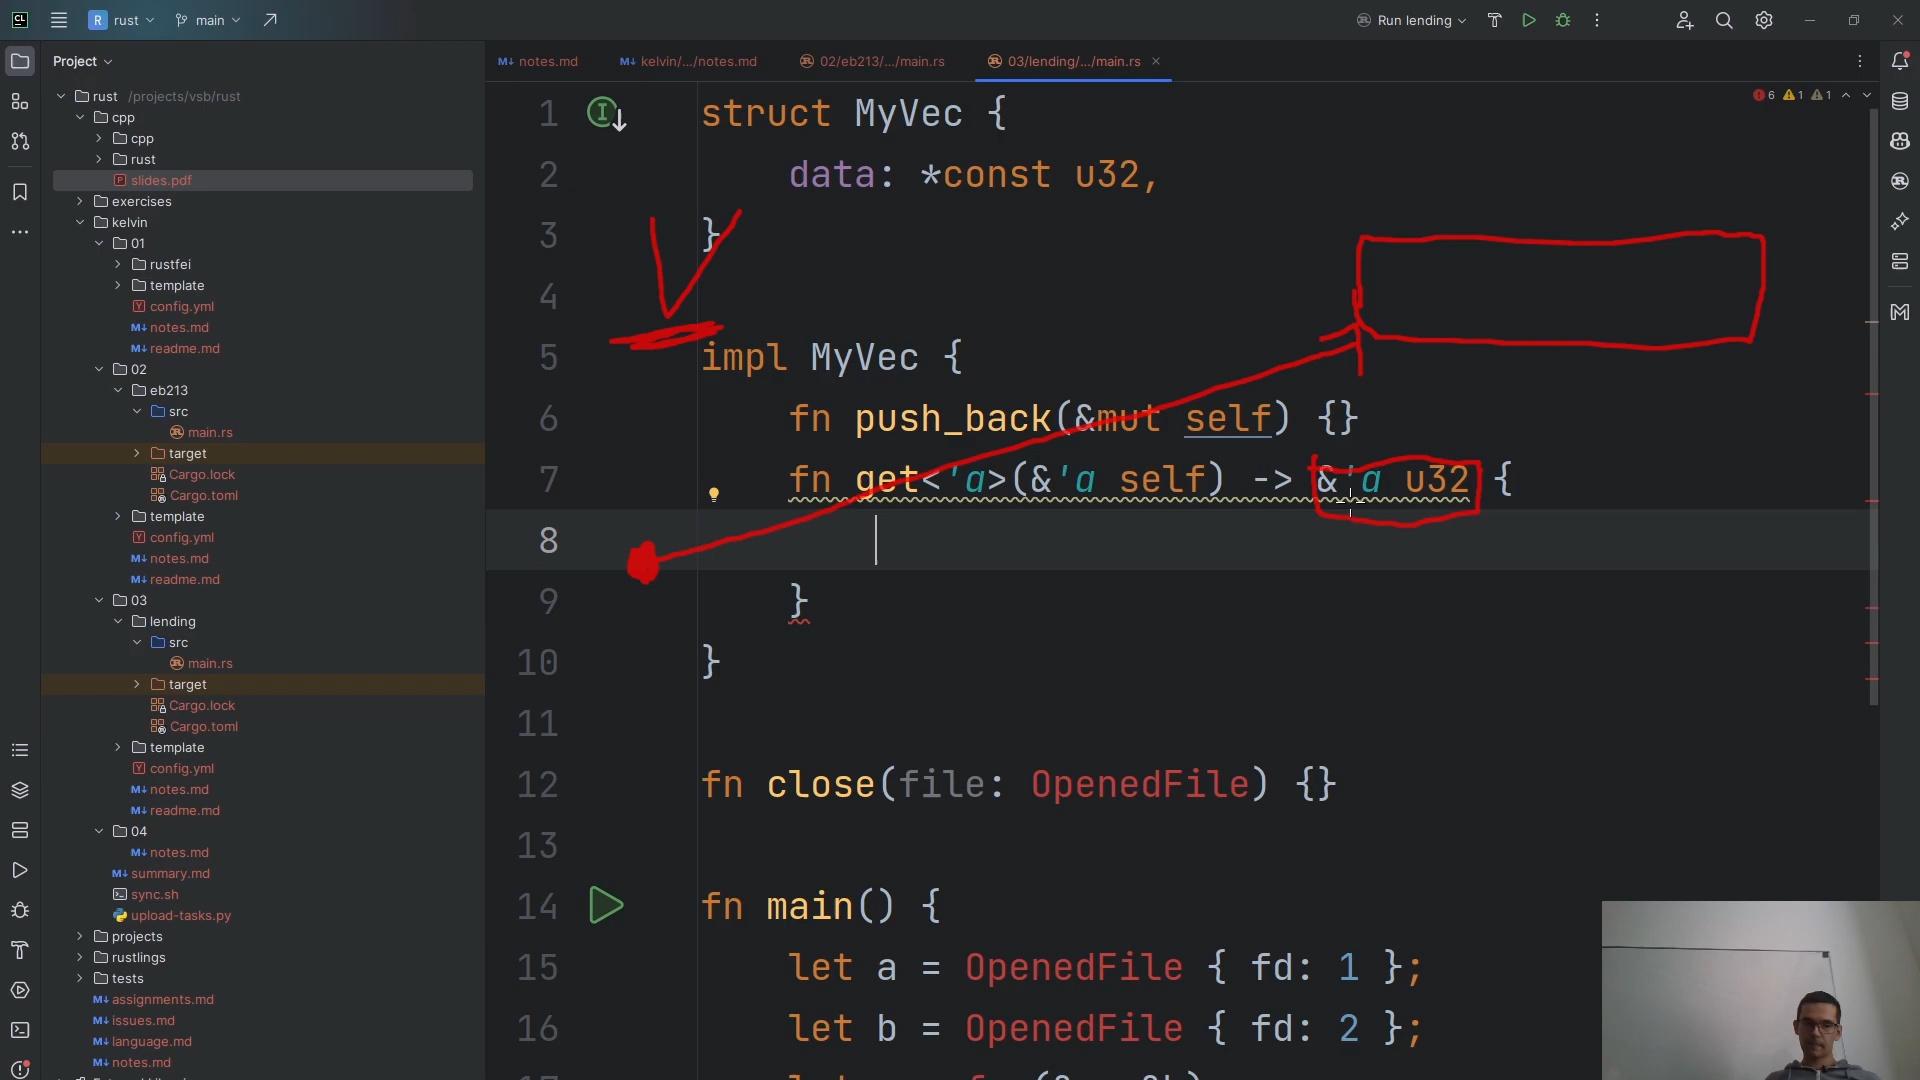 CL
R rust
main
Run lending
Project
notes.md
kelvin/.../notes.md
02/eb213/.../main.rs
03/lending/.../main.rs
rust /projects/vsb/rust
cpp
cpp
rust
slides.pdf
exercises
kelvin
01
rustfei
template
config.yml
notes.md
readme.md
02
eb213
src
main.rs
target
Cargo.lock
Cargo.toml
template
config.yml
notes.md
readme.md
03
lending
src
main.rs
target
Cargo.lock
Cargo.toml
template
config.yml
notes.md
readme.md
04
notes.md
summary.md
sync.sh
upload-tasks.py
projects
rustlings
tests
assignments.md
issues.md
language.md
notes.md
6 1 1
1 struct MyVec {
2 data: *const u32,
3 }
4
5 impl MyVec {
6 fn push_back(&mut self) {}
7 fn get<'a>(&'a self) -> &'a u32 {
8
9 }
10 }
11
12 fn close(file: OpenedFile) {}
13
14 fn main() {
15 let a = OpenedFile { fd: 1 };
16 let b = OpenedFile { fd: 2 };